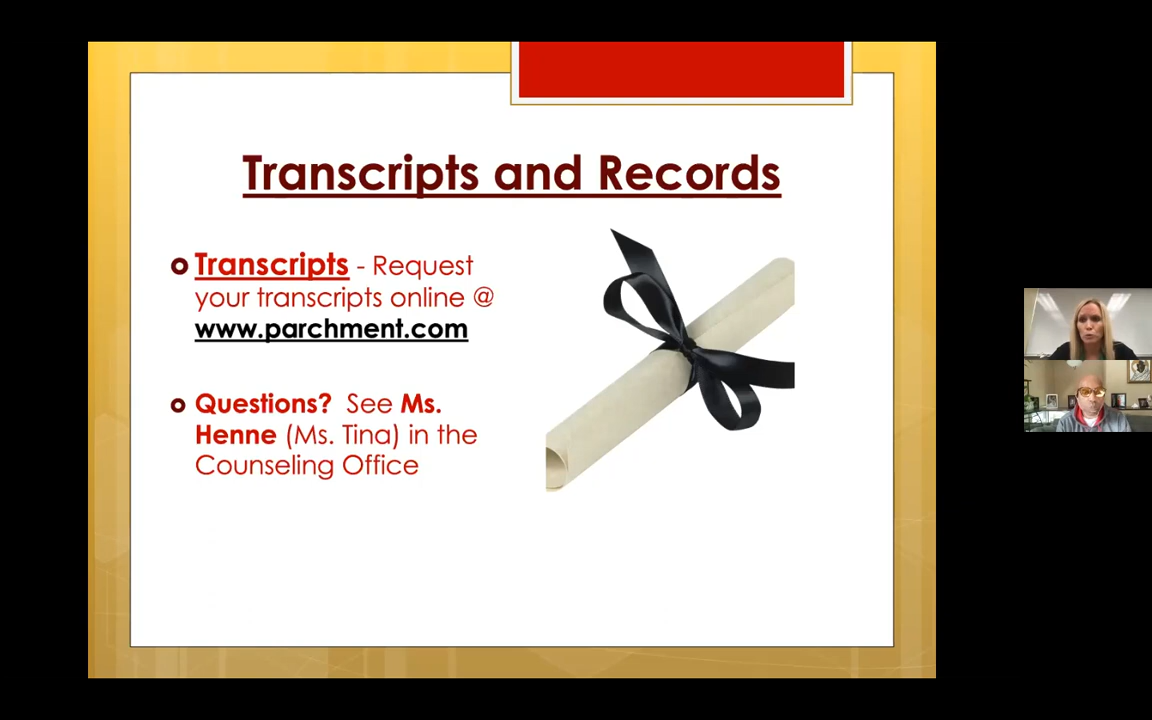 Transcripts and Records
Transcripts - Request
your transcripts online @
www.parchment.com
Questions? See Ms.
Henne (Ms. Tina) in the
Counseling Office